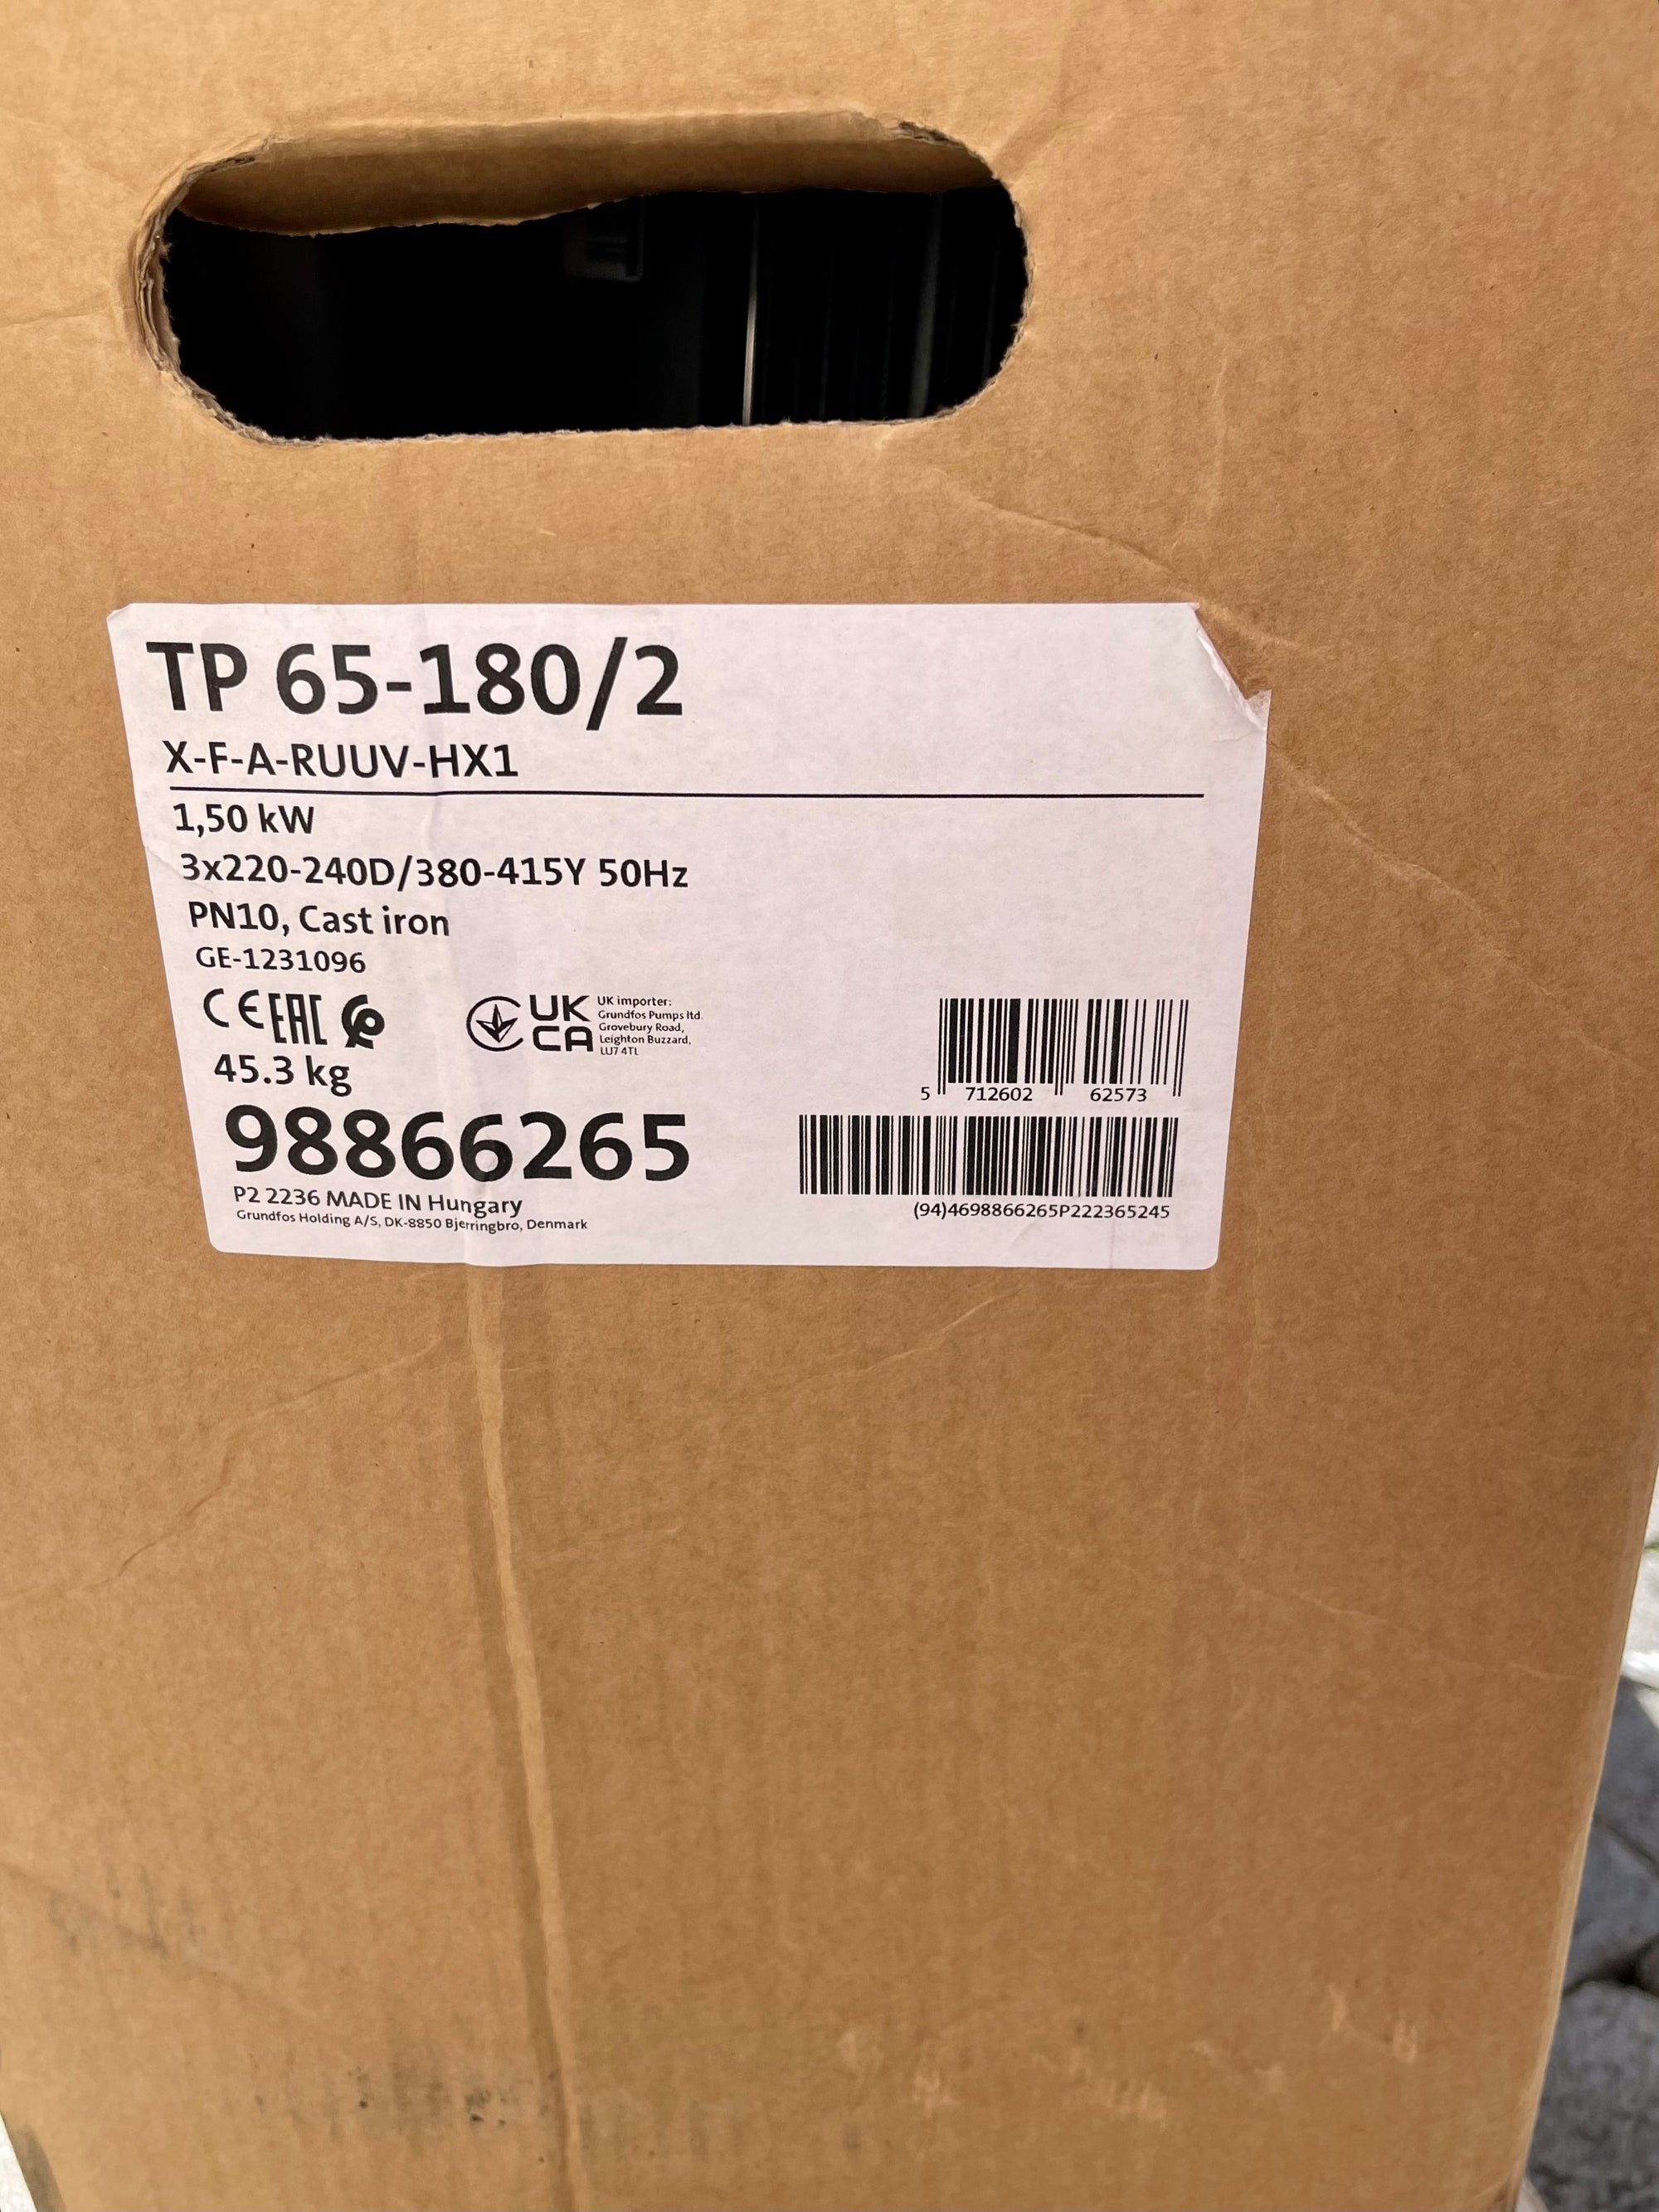 TP 65-180/2
X-F-A-RUUV-HX1
1,50 kW
3x220-240D/380-415Y 50Hz
PN10, Cast iron
GE-1231096
CE EAC
UK
CA
UK importer:
Grundfos Pumps ltd.
Grovebury Road,
Leighton Buzzard,
LU7 4TL
45.3 kg
5 712602 62573
98866265
P2 2236 MADE IN Hungary
Grundfos Holding A/S, DK-8850 Bjerringbro, Denmark
(94)4698866265P222365245